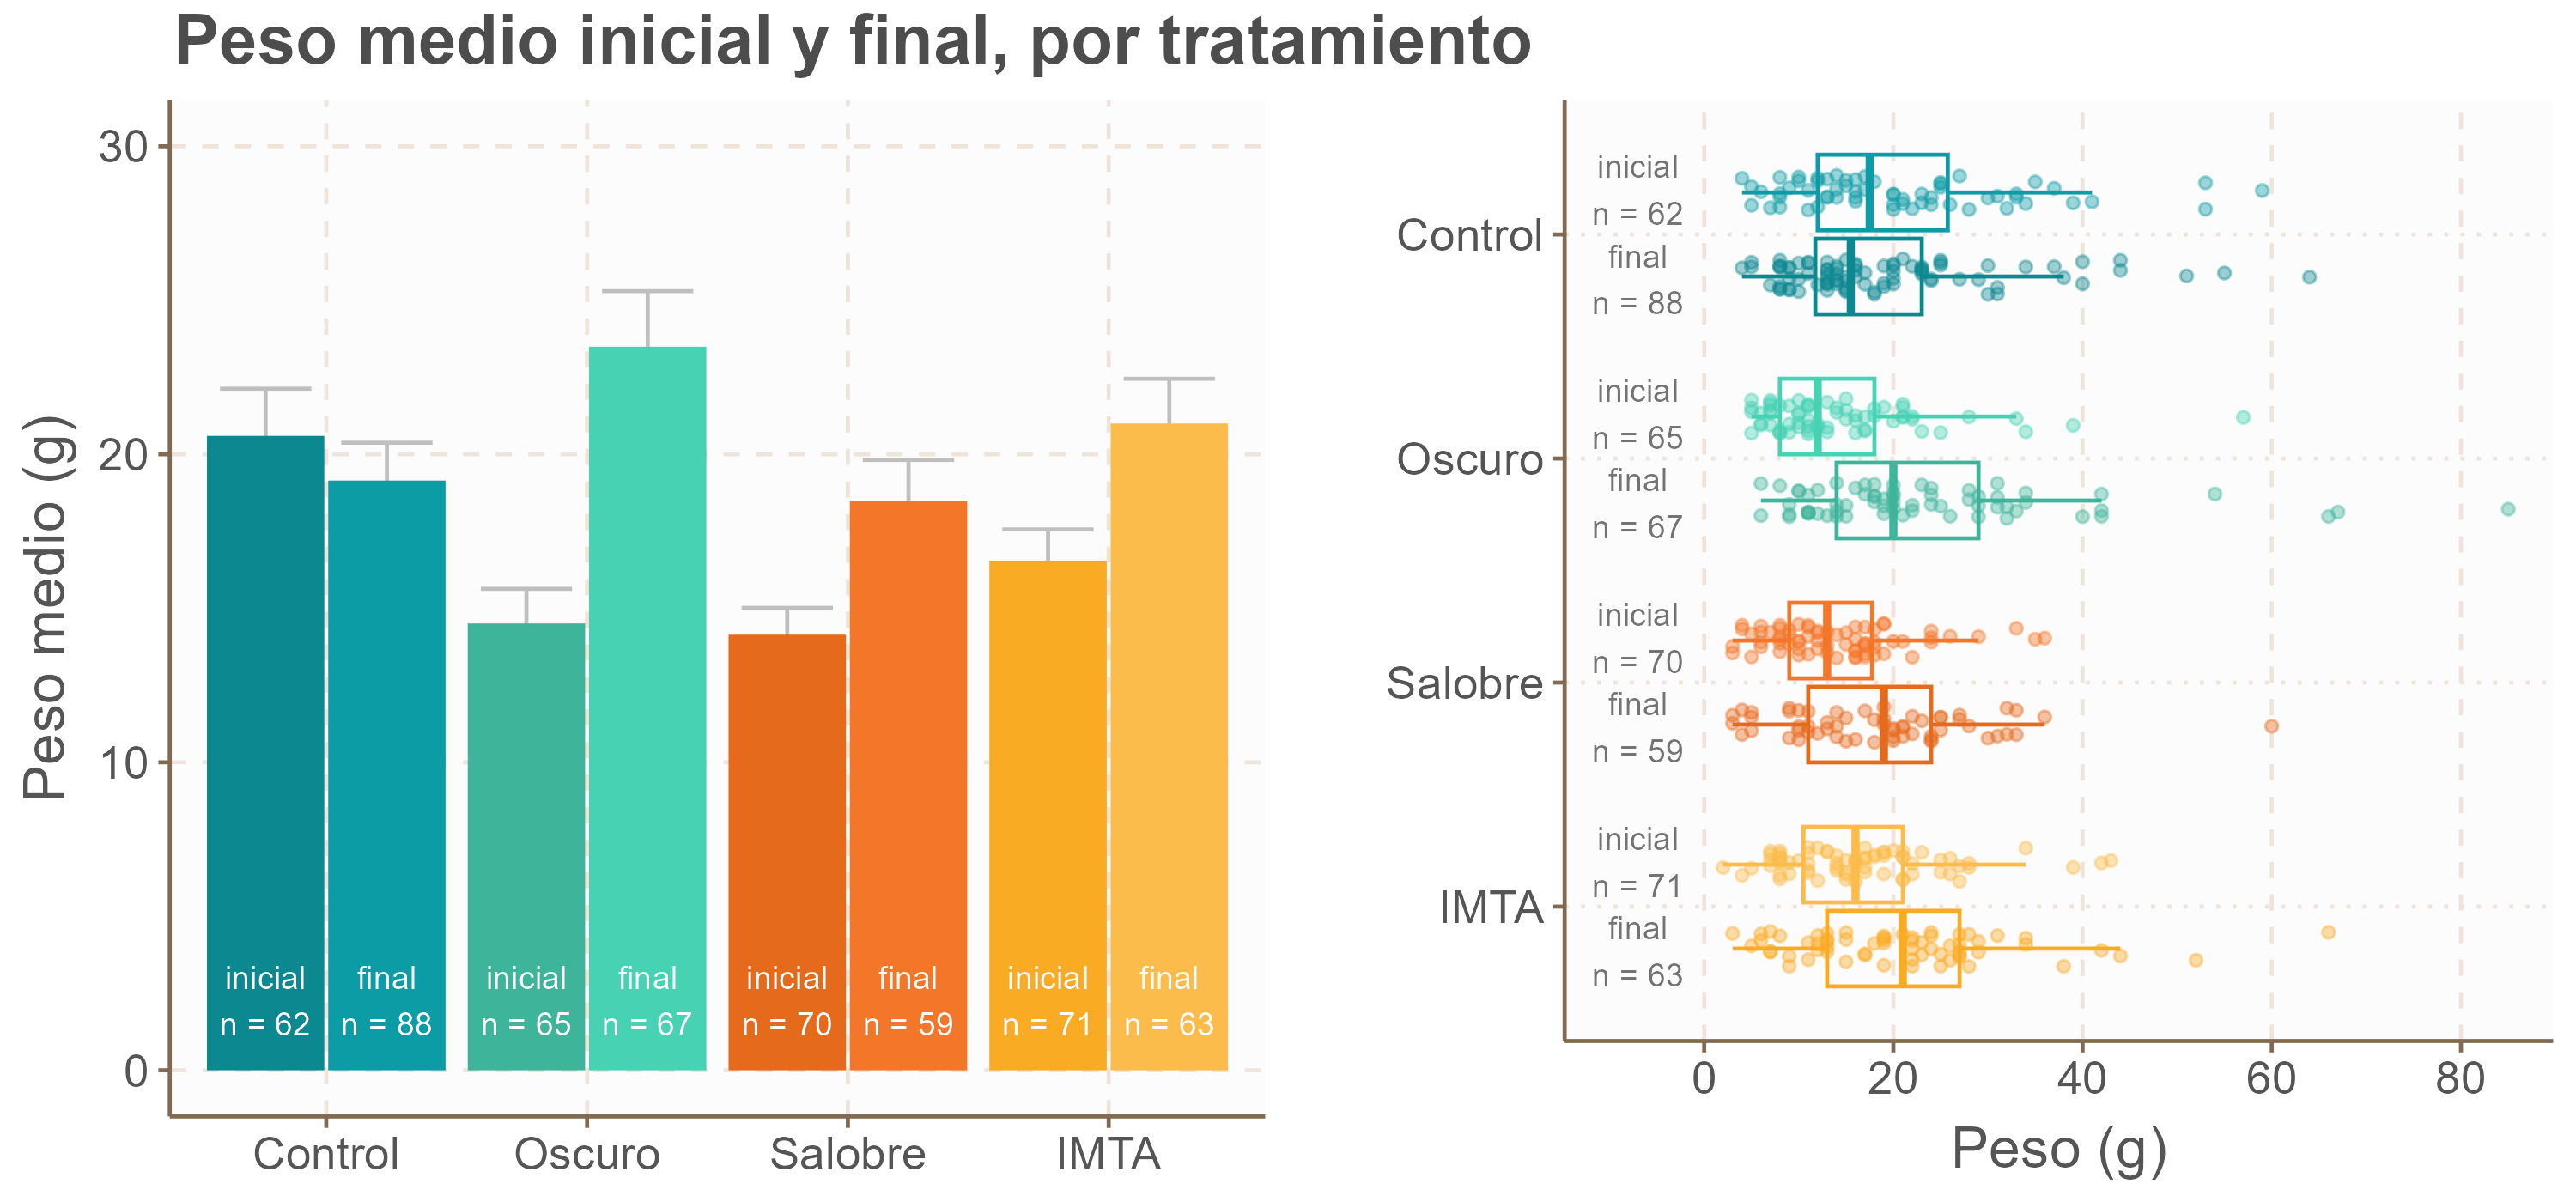 Peso medio inicial y final, por tratamiento
Peso medio (g)
30
20
10
0
inicial
n = 62
final
n = 88
inicial
n = 65
final
n = 67
inicial
n = 70
final
n = 59
inicial
n = 71
final
n = 63
Control
Oscuro
Salobre
IMTA
Control
inicial
n = 62
final
n = 88
Oscuro
inicial
n = 65
final
n = 67
Salobre
inicial
n = 70
final
n = 59
IMTA
inicial
n = 71
final
n = 63
0
20
40
60
80
Peso (g)